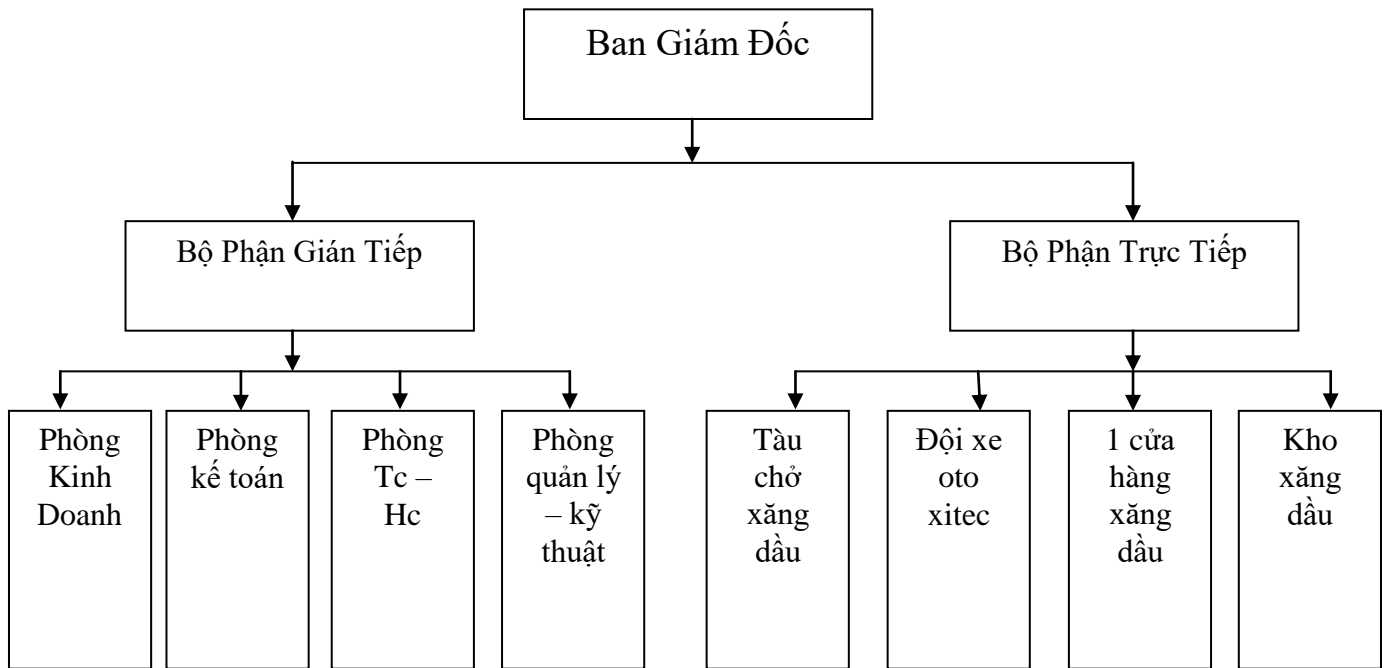 Ban Giám Đốc
Bộ Phận Gián Tiếp
Bộ Phận Trực Tiếp
Phòng
Kinh
Doanh
Phòng
kế toán
Phòng
Tc –
Hc
Phòng
quản lý
– kỹ
thuật
Tàu
chở
xăng
dầu
Đội xe
oto
xitec
1 cửa
hàng
xăng
dầu
Kho
xăng
dầu